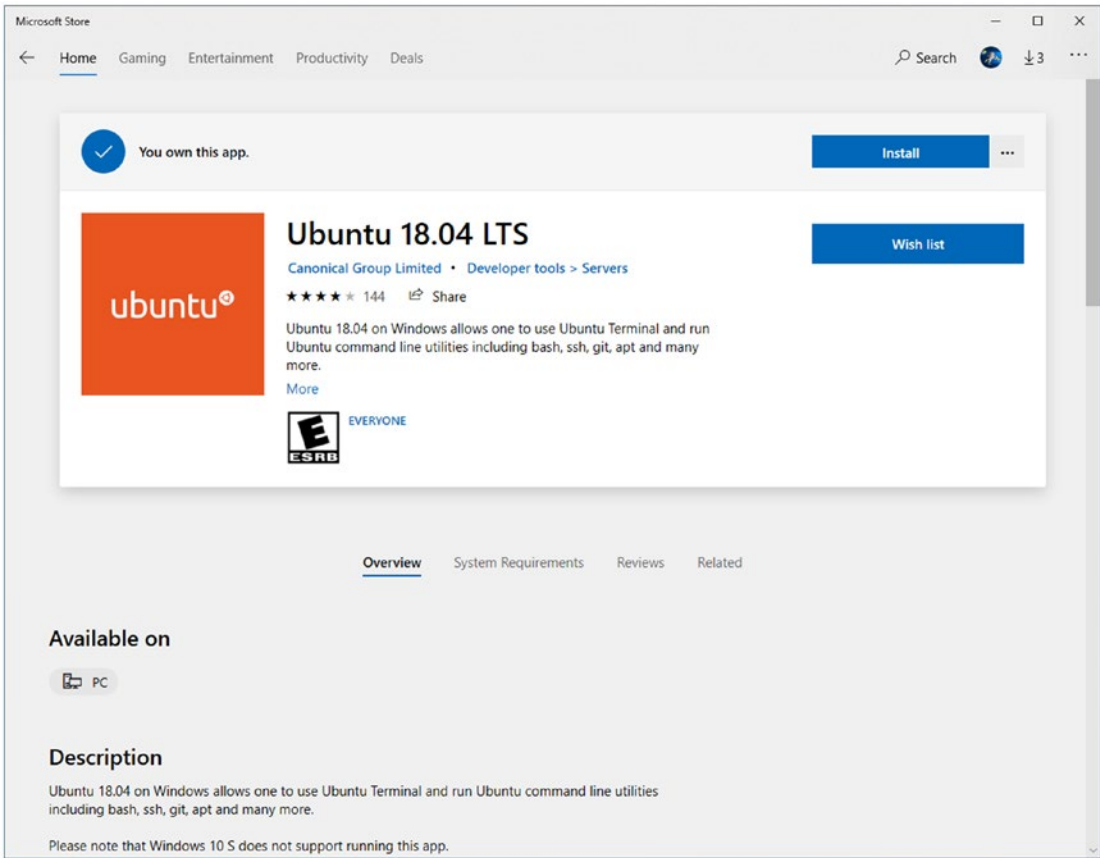 Microsoft Store
Home Gaming Entertainment Productivity Deals Search 3
You own this app.
Install
ubuntu
Ubuntu 18.04 LTS
Wish list
Canonical Group Limited • Developer tools > Servers
144 Share
Ubuntu 18.04 on Windows allows one to use Ubuntu Terminal and run
Ubuntu command line utilities including bash, ssh, git, apt and many
more.
More
E
EVERYONE
ESRB
Overview System Requirements Reviews Related
Available on
PC
Description
Ubuntu 18.04 on Windows allows one to use Ubuntu Terminal and run Ubuntu command line utilities
including bash, ssh, git, apt and many more.
Please note that Windows 10 S does not support running this app.